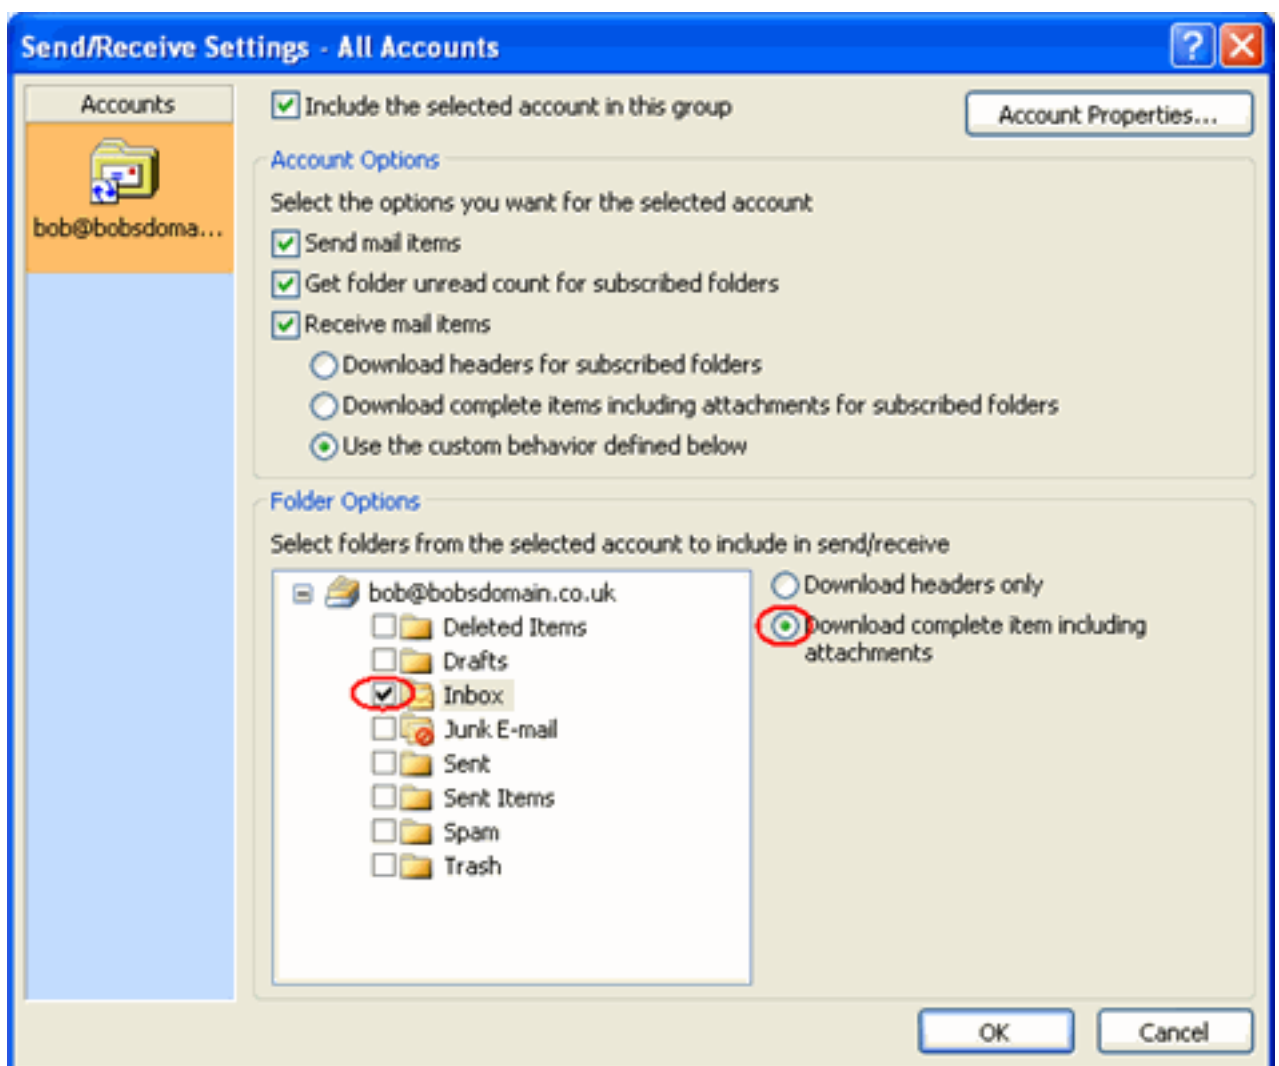 Send/Receive Settings - All Accounts
Accounts
bob@bobsdoma...
Include the selected account in this group
Account Properties...
Account Options
Select the options you want for the selected account
Send mail items
Get folder unread count for subscribed folders
Receive mail items
Download headers for subscribed folders
Download complete items including attachments for subscribed folders
Use the custom behavior defined below
Folder Options
Select folders from the selected account to include in send/receive
bob@bobsdomain.co.uk
Deleted Items
Drafts
Inbox
Junk E-mail
Sent
Sent Items
Spam
Trash
Download headers only
Download complete item including
attachments
OK
Cancel